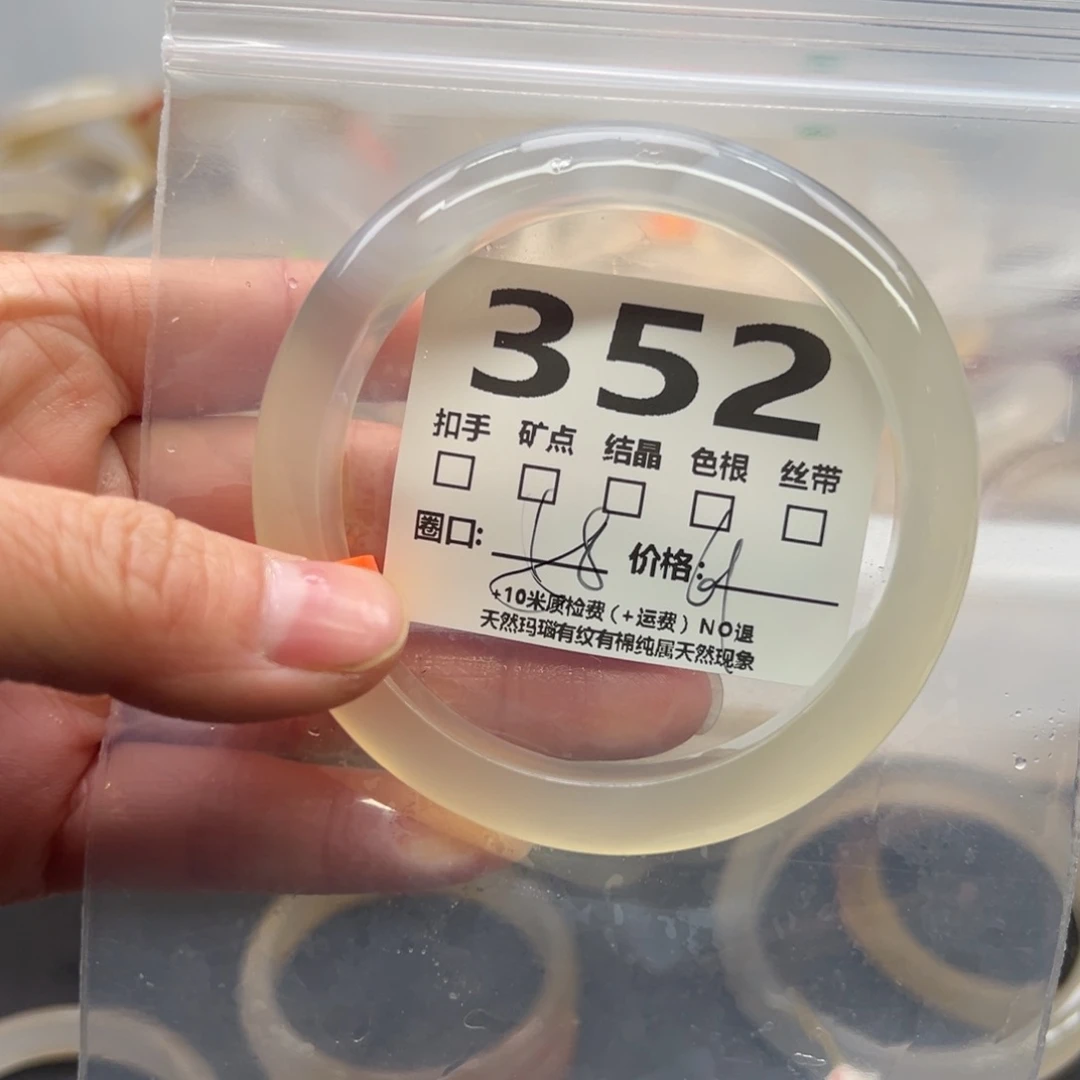 352
扣手 矿点 结晶 色根 丝带
圈口: 价格:
+10米质检费(+运费) NO退
天然玛瑙有纹有棉纯属天然现象